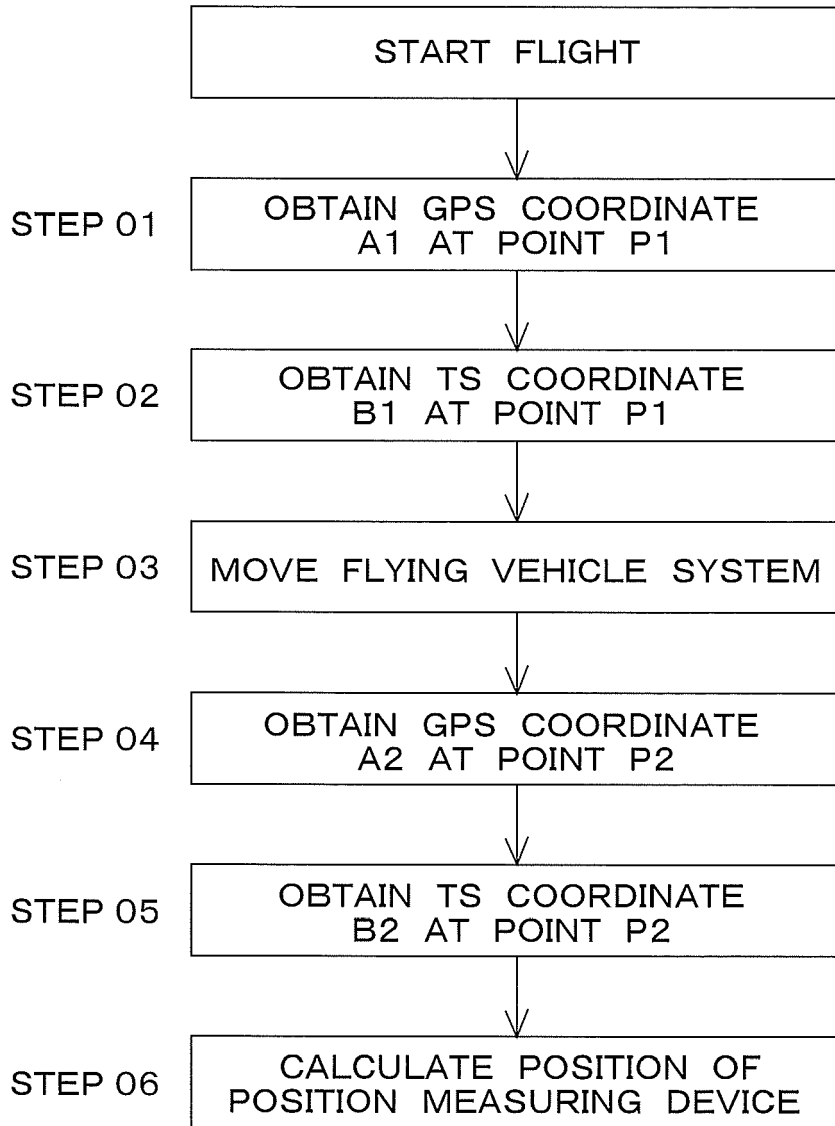 START FLIGHT
STEP 01
OBTAIN GPS COORDINATE
A1 AT POINT P1
STEP 02
OBTAIN TS COORDINATE
B1 AT POINT P1
STEP 03
MOVE FLYING VEHICLE SYSTEM
STEP 04
OBTAIN GPS COORDINATE
A2 AT POINT P2
STEP 05
OBTAIN TS COORDINATE
B2 AT POINT P2
STEP 06
CALCULATE POSITION OF
POSITION MEASURING DEVICE